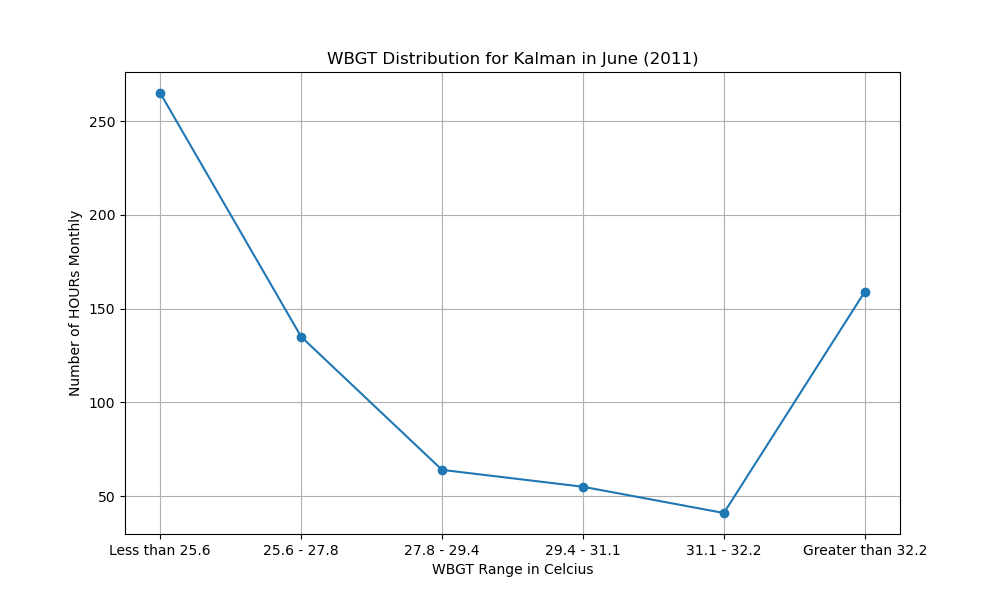 WBGT Distribution for Kalman in June (2011)
Number of HOURs Monthly
250
200
150
100
50
Less than 25.6
25.6 - 27.8
27.8 - 29.4
29.4 - 31.1
31.1 - 32.2
Greater than 32.2
WBGT Range in Celcius